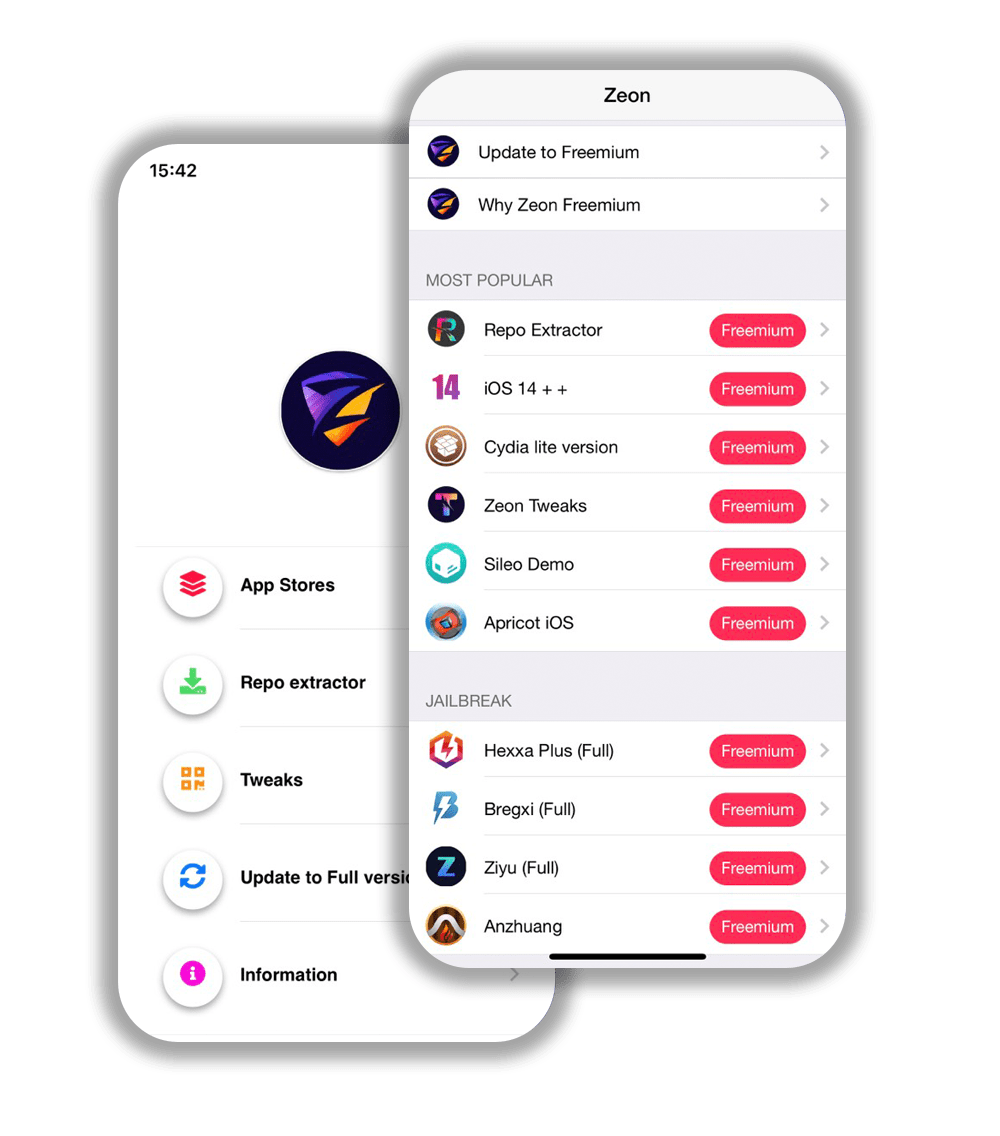 15:42
App Stores
Repo extractor
Tweaks
Update to Full versic
Information
Zeon
Update to Freemium
Why Zeon Freemium
MOST POPULAR
Repo Extractor Freemium
14 iOS 14 + + Freemium
Cydia lite version Freemium
Zeon Tweaks Freemium
Sileo Demo Freemium
Apricot iOS Freemium
JAILBREAK
Hexxa Plus (Full) Freemium
Bregxi (Full) Freemium
Ziyu (Full) Freemium
Anzhuang Freemium